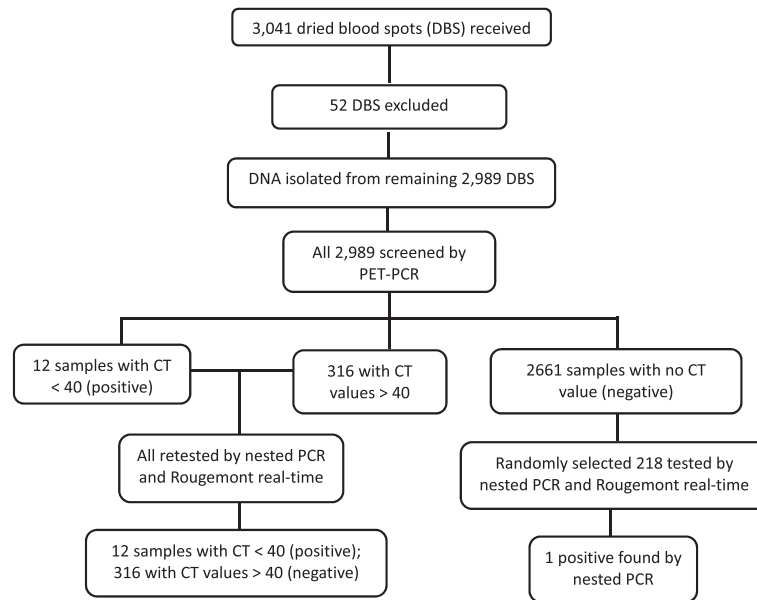 3,041 dried blood spots (DBS) received
52 DBS excluded
DNA isolated from remaining 2,989 DBS
All 2,989 screened by
PET-PCR
12 samples with CT
< 40 (positive)
316 with CT
values > 40
2661 samples with no CT
value (negative)
All retested by nested PCR
and Rougemont real-time
Randomly selected 218 tested by
nested PCR and Rougemont real-time
12 samples with CT < 40 (positive);
316 with CT values > 40 (negative)
1 positive found by
nested PCR